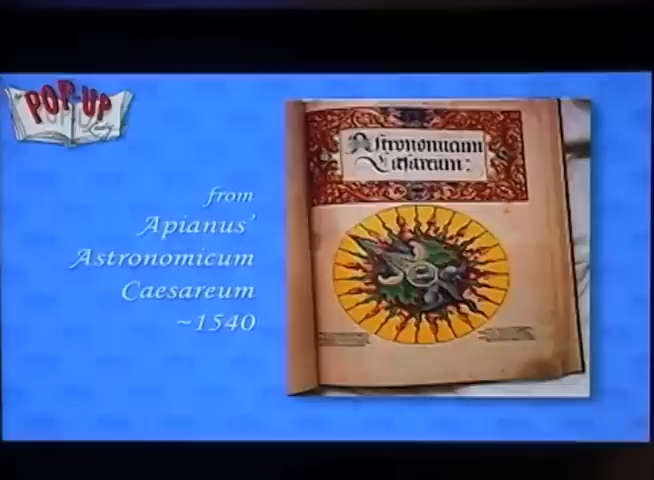 POP-UP
from
Apianus'
Astronomicum
Caesareum
~1540
Astronomicum
Caesareum: